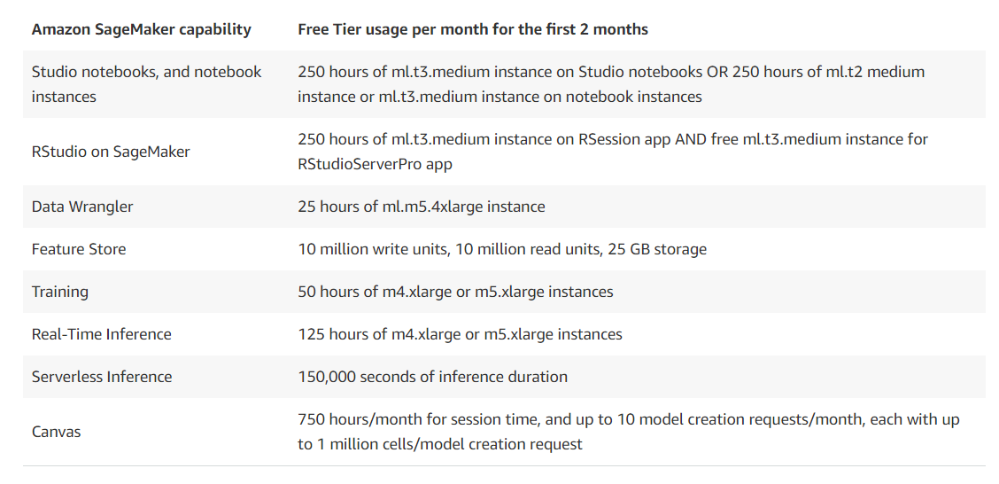 Amazon SageMaker capability
Free Tier usage per month for the first 2 months
Studio notebooks, and notebook
instances
250 hours of ml.t3.medium instance on Studio notebooks OR 250 hours of ml.t2 medium
instance or ml.t3.medium instance on notebook instances
RStudio on SageMaker
250 hours of ml.t3.medium instance on RSession app AND free ml.t3.medium instance for
RStudioServerPro app
Data Wrangler
25 hours of ml.m5.4xlarge instance
Feature Store
10 million write units, 10 million read units, 25 GB storage
Training
50 hours of m4.xlarge or m5.xlarge instances
Real-Time Inference
125 hours of m4.xlarge or m5.xlarge instances
Serverless Inference
150,000 seconds of inference duration
Canvas
750 hours/month for session time, and up to 10 model creation requests/month, each with up
to 1 million cells/model creation request